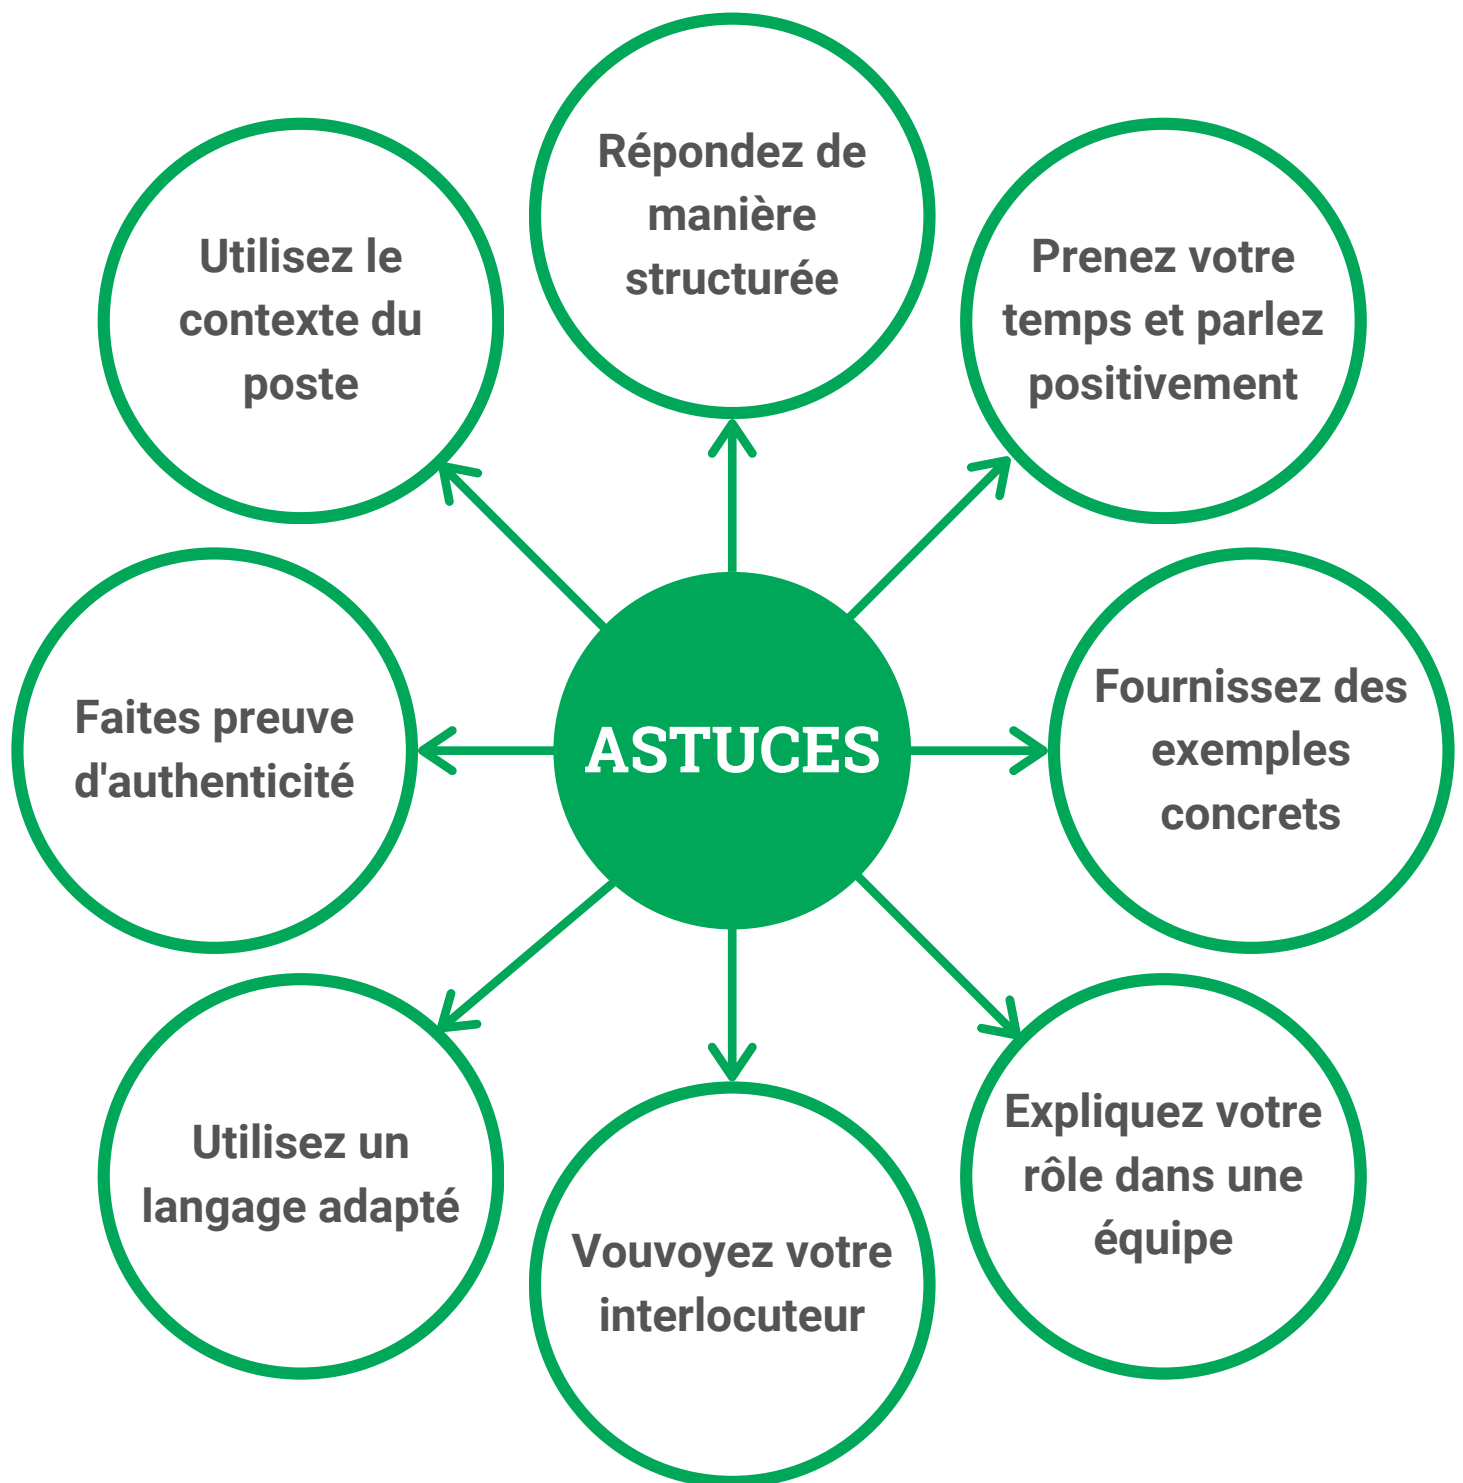 Répondez de
manière
structurée
Utilisez le
contexte du
poste
Prenez votre
temps et parlez
positivement
Faites preuve
d'authenticité
ASTUCES
Fournissez des
exemples
concrets
Utilisez un
langage adapté
Vouvoyez votre
interlocuteur
Expliquez votre
rôle dans une
équipe